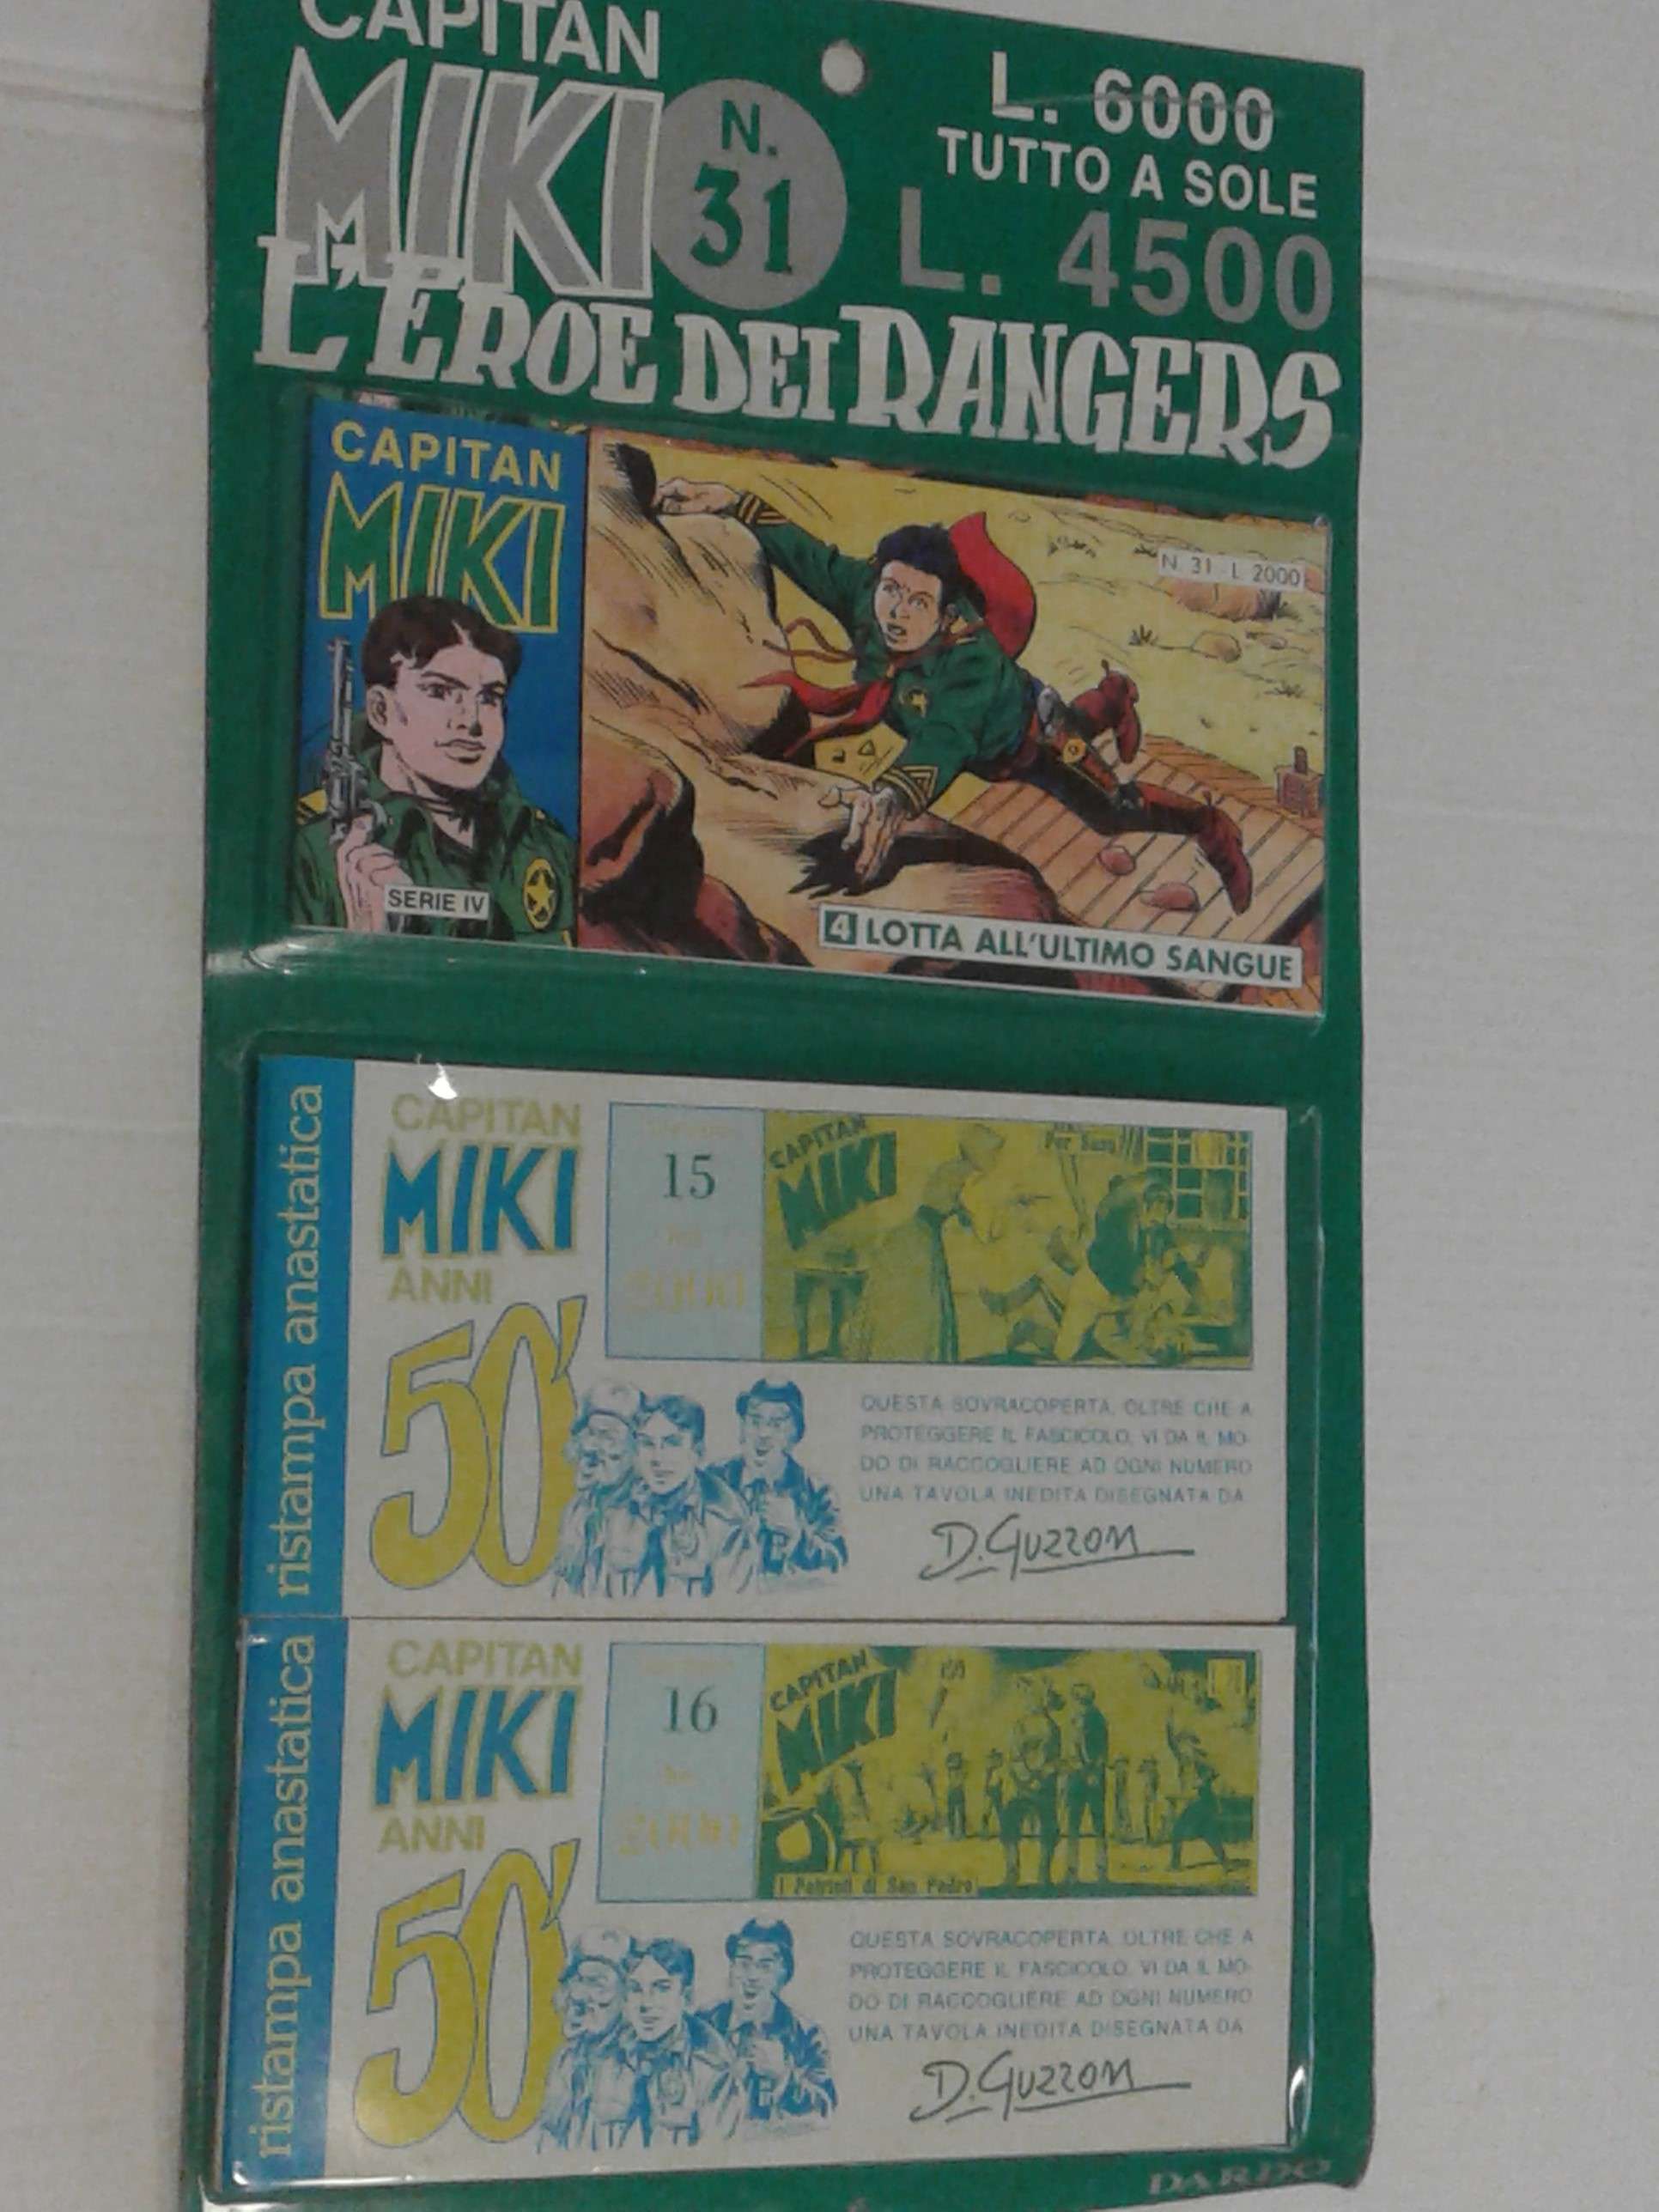 CAPITAN
MIKI
N.
31
L. 6000
TUTTO A SOLE
L. 4500
L'EROE DEI RANGERS
CAPITAN
MIKI
SERIE IV
N 31 - L 2000
4 LOTTA ALL'ULTIMO SANGUE
ristampa anastatica
CAPITAN
MIKI
ANNI
50'
15
CAPITAN
MIKI
QUESTA SOVRACOPERTA, OLTRE CHE A
PROTEGGERE IL FASCICOLO, VI DA IL MO-
DO DI RACCOGLIERE AD OGNI NUMERO
UNA TAVOLA INEDITA DISEGNATA DA
D. Guzzon
ristampa anastatica
CAPITAN
MIKI
ANNI
50'
16
CAPITAN
MIKI
I Patrioti di San Pedro
QUESTA SOVRACOPERTA, OLTRE CHE A
PROTEGGERE IL FASCICOLO, VI DA IL MO-
DO DI RACCOGLIERE AD OGNI NUMERO
UNA TAVOLA INEDITA DISEGNATA DA
D. Guzzon
DARDO